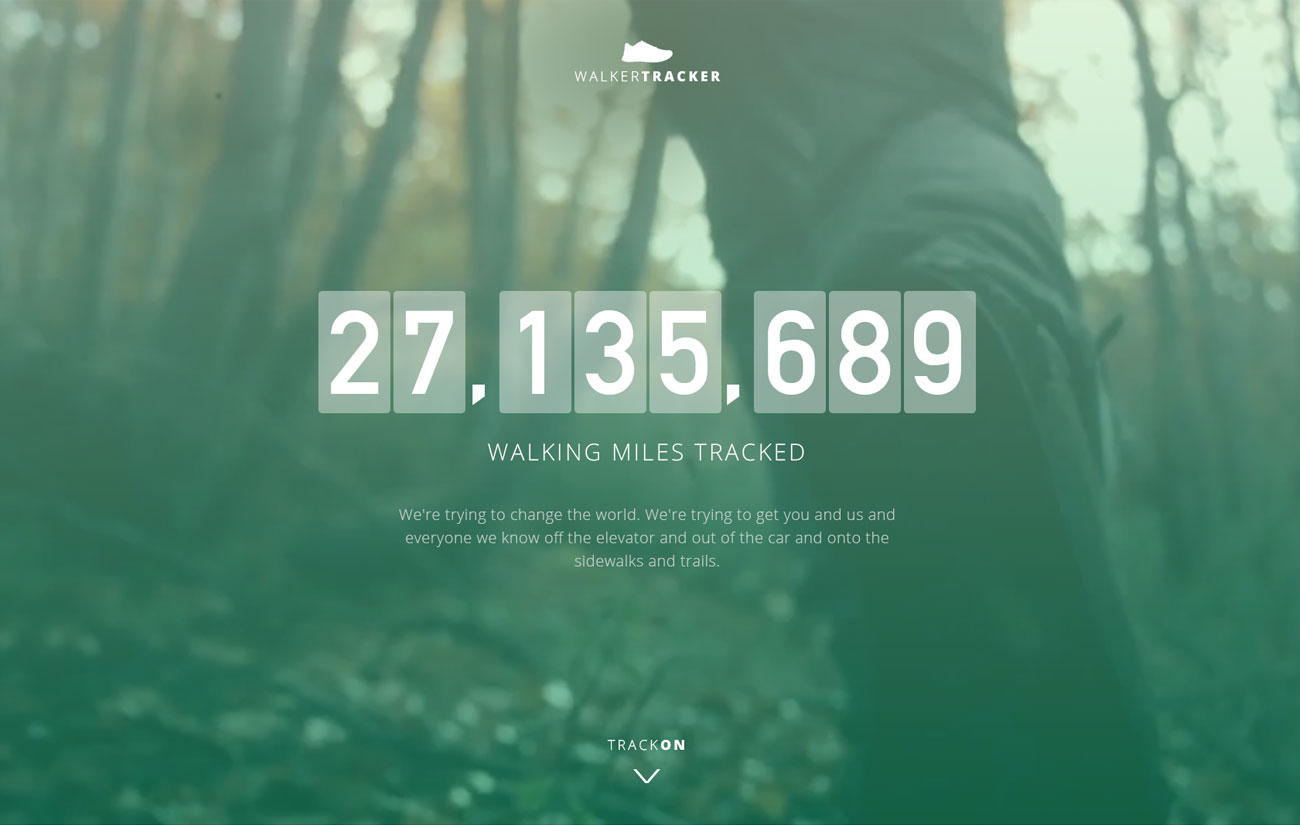 WALKERTRACKER
27,135,689
WALKING MILES TRACKED
We're trying to change the world. We're trying to get you and us and
everyone we know off the elevator and out of the car and onto the
sidewalks and trails.
TRACKON